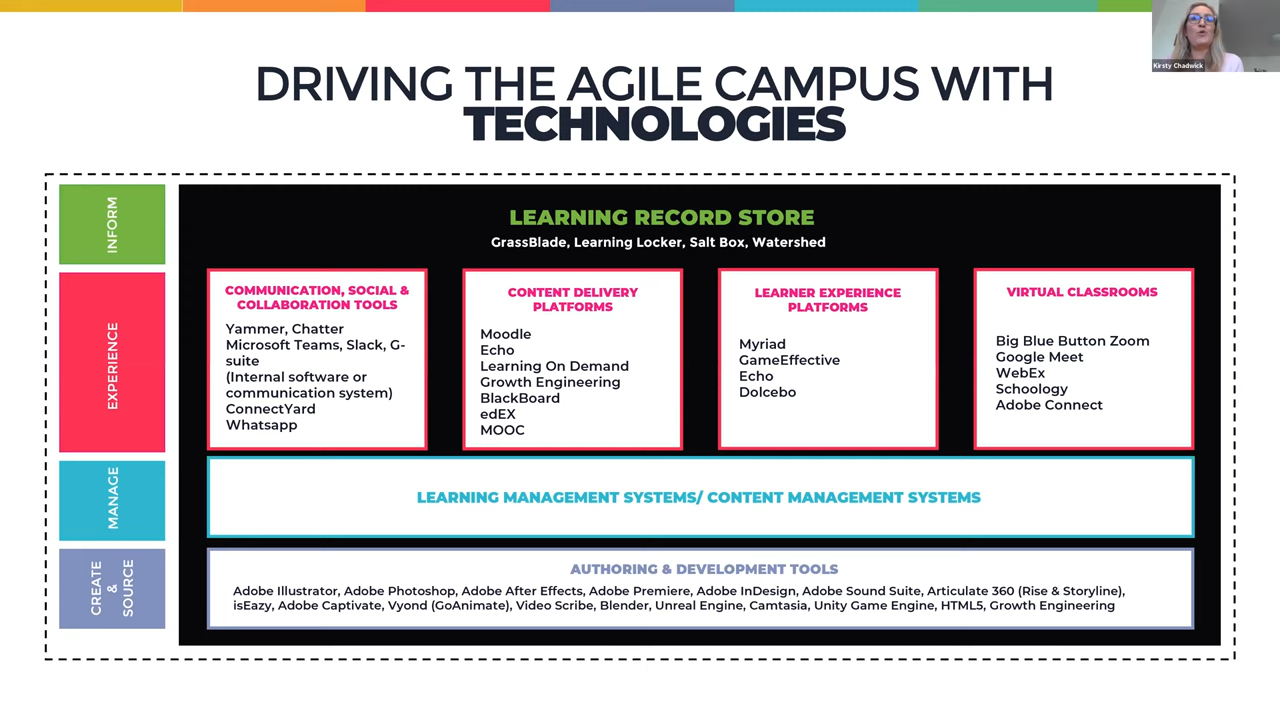 Kirsty Chadwick
DRIVING THE AGILE CAMPUS WITH
TECHNOLOGIES
INFORM
LEARNING RECORD STORE
GrassBlade, Learning Locker, Salt Box, Watershed
EXPERIENCE
COMMUNICATION, SOCIAL &
COLLABORATION TOOLS
Yammer, Chatter
Microsoft Teams, Slack, G-
suite
(Internal software or
communication system)
ConnectYard
Whatsapp
CONTENT DELIVERY
PLATFORMS
Moodle
Echo
Learning On Demand
Growth Engineering
BlackBoard
edEX
MOOC
LEARNER EXPERIENCE
PLATFORMS
Myriad
GameEffective
Echo
Dolcebo
VIRTUAL CLASSROOMS
Big Blue Button Zoom
Google Meet
WebEx
Schoology
Adobe Connect
MANAGE
LEARNING MANAGEMENT SYSTEMS/ CONTENT MANAGEMENT SYSTEMS
CREATE
&
SOURCE
AUTHORING & DEVELOPMENT TOOLS
Adobe Illustrator, Adobe Photoshop, Adobe After Effects, Adobe Premiere, Adobe InDesign, Adobe Sound Suite, Articulate 360 (Rise & Storyline),
isEazy, Adobe Captivate, Vyond (GoAnimate), Video Scribe, Blender, Unreal Engine, Camtasia, Unity Game Engine, HTML5, Growth Engineering